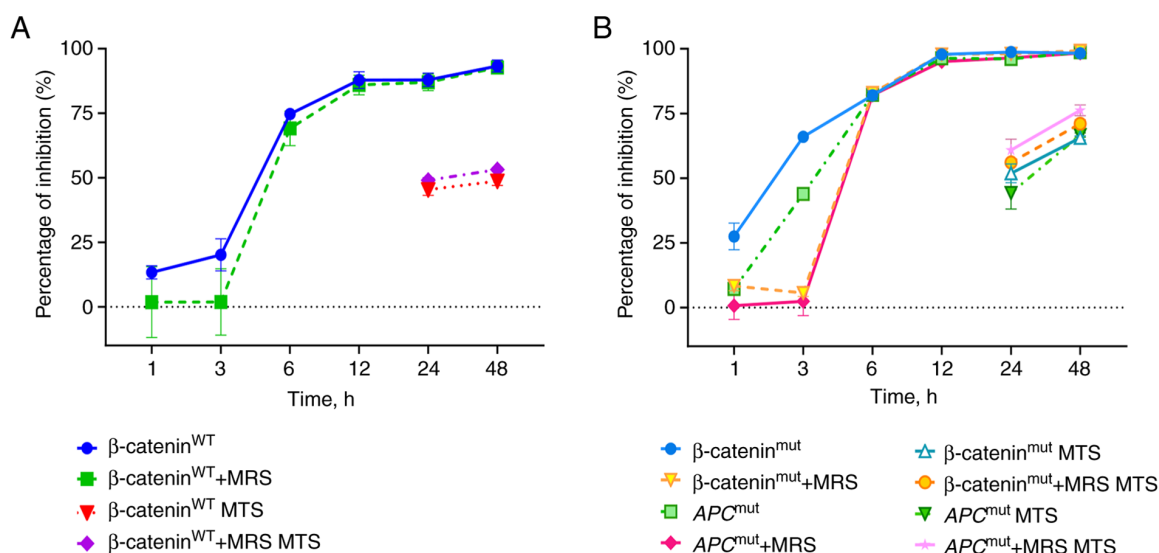 A
Percentage of inhibition (%)
100
75
50
25
0
1 3 6 12 24 48
Time, h
β-catenin^WT
β-catenin^WT+MRS
β-catenin^WT MTS
β-catenin^WT+MRS MTS
B
Percentage of inhibition (%)
100
75
50
25
0
1 3 6 12 24 48
Time, h
β-catenin^mut
β-catenin^mut+MRS
APC^mut
APC^mut+MRS
β-catenin^mut MTS
β-catenin^mut+MRS MTS
APC^mut MTS
APC^mut+MRS MTS